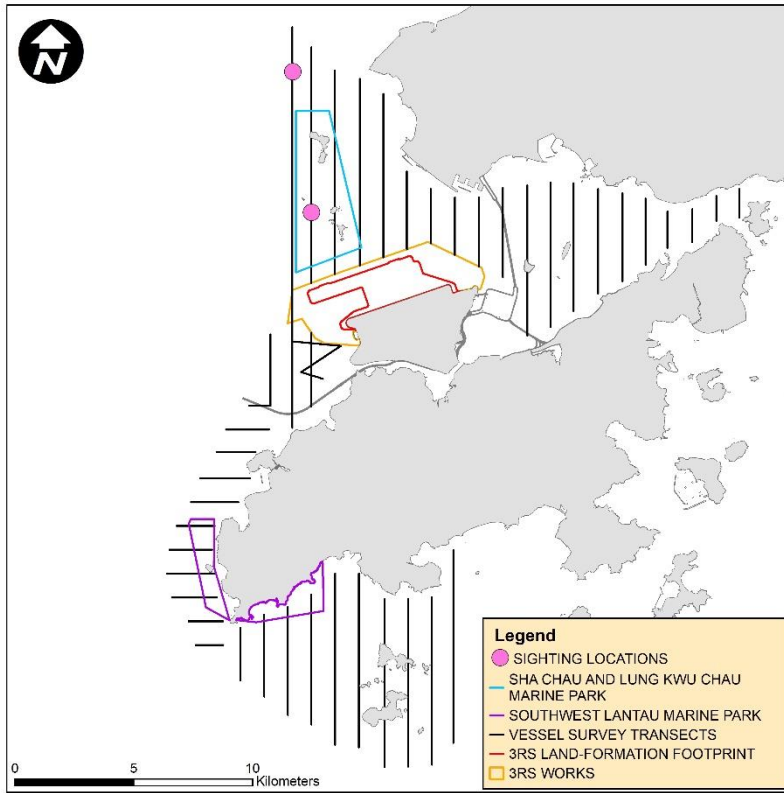 N
Legend
SIGHTING LOCATIONS
SHA CHAU AND LUNG KWU CHAU
MARINE PARK
SOUTHWEST LANTAU MARINE PARK
VESSEL SURVEY TRANSECTS
3RS LAND-FORMATION FOOTPRINT
3RS WORKS
0 5 10
Kilometers